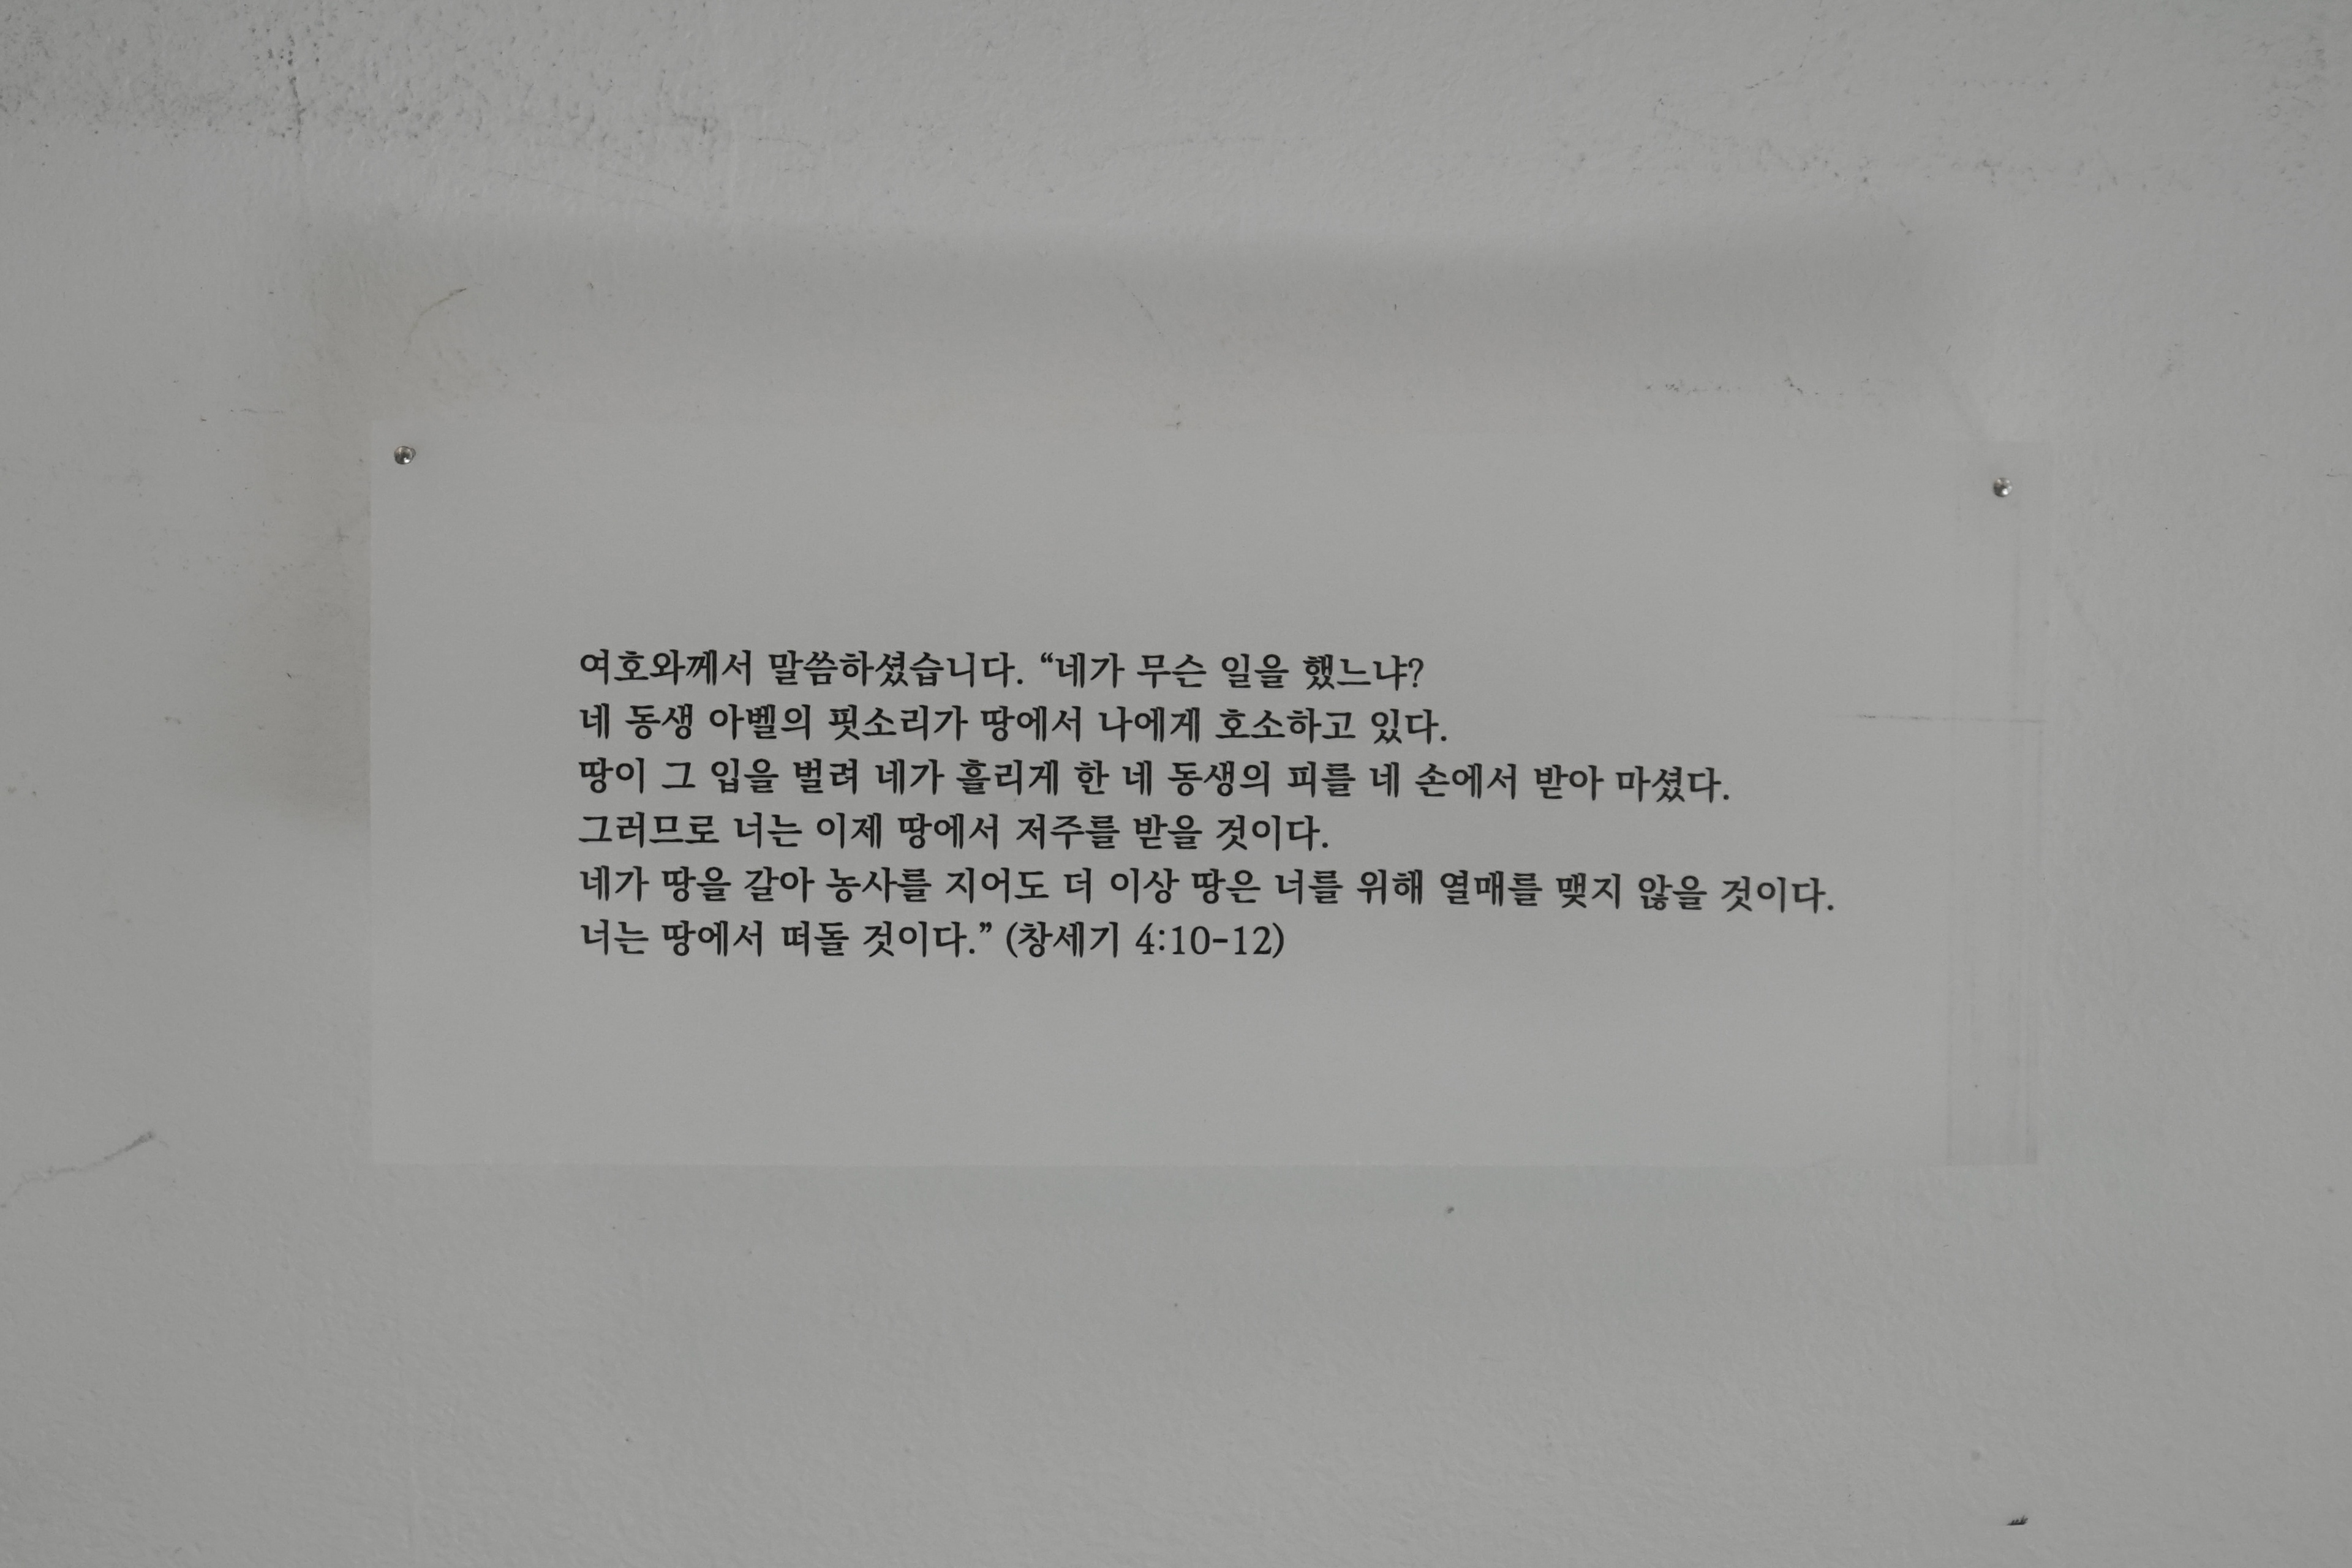 여호와께서 말씀하셨습니다. “네가 무슨 일을 했느냐?
네 동생 아벨의 핏소리가 땅에서 나에게 호소하고 있다.
땅이 그 입을 벌려 네가 흘리게 한 네 동생의 피를 네 손에서 받아 마셨다.
그러므로 너는 이제 땅에서 저주를 받을 것이다.
네가 땅을 갈아 농사를 지어도 더 이상 땅은 너를 위해 열매를 맺지 않을 것이다.
너는 땅에서 떠돌 것이다.” (창세기 4:10-12)